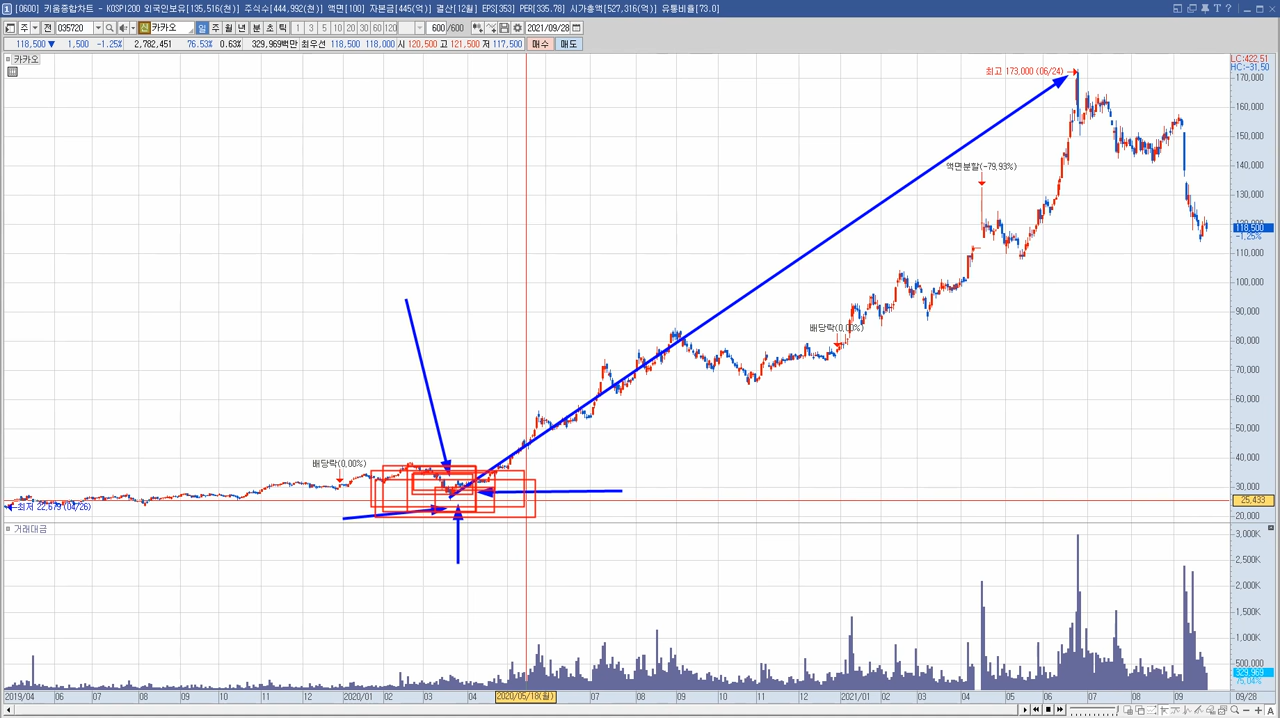 [0600] 키움종합차트 - KOSPI200 외국인보유[135,516(천)] 주식수[444,992(천)] 액면[100] 자본금[445(억)] 결산[12월] EPS[353] PER[335.78] 시가총액[527,316(억)] 유동비율[73.0]
주 전 035720 신 카카오 일 주 월 년 분 초 틱 1 3 5 10 20 30 60 120 600 /600 2021/09/28
118,500 ▼ 1,500 -1.25% 2,782,451 76.53% 0.63% 329,969백만 최우선 118,500 118,000 시 120,500 고 121,500 저 117,500 매수 매도
카카오
LC:422.51
HC:-31.50
최고 173,000 (06/24)
170,000
160,000
150,000
140,000
액면분할(-79.93%)
130,000
120,000
118,500
-1.25%
110,000
100,000
90,000
배당락(0.00%)
80,000
70,000
60,000
50,000
40,000
배당락(0.00%)
30,000
25,433
최저 22,679 (04/26)
20,000
거래대금
3,000K
2,500K
2,000K
1,500K
1,000K
500,000
329,969
75.04%
2019/04 06 07 08 09 10 11 12 2020/01 02 03 04 2020/05/18(월) 07 08 09 10 11 12 2021/01 02 03 04 05 06 07 08 09 09/28
A